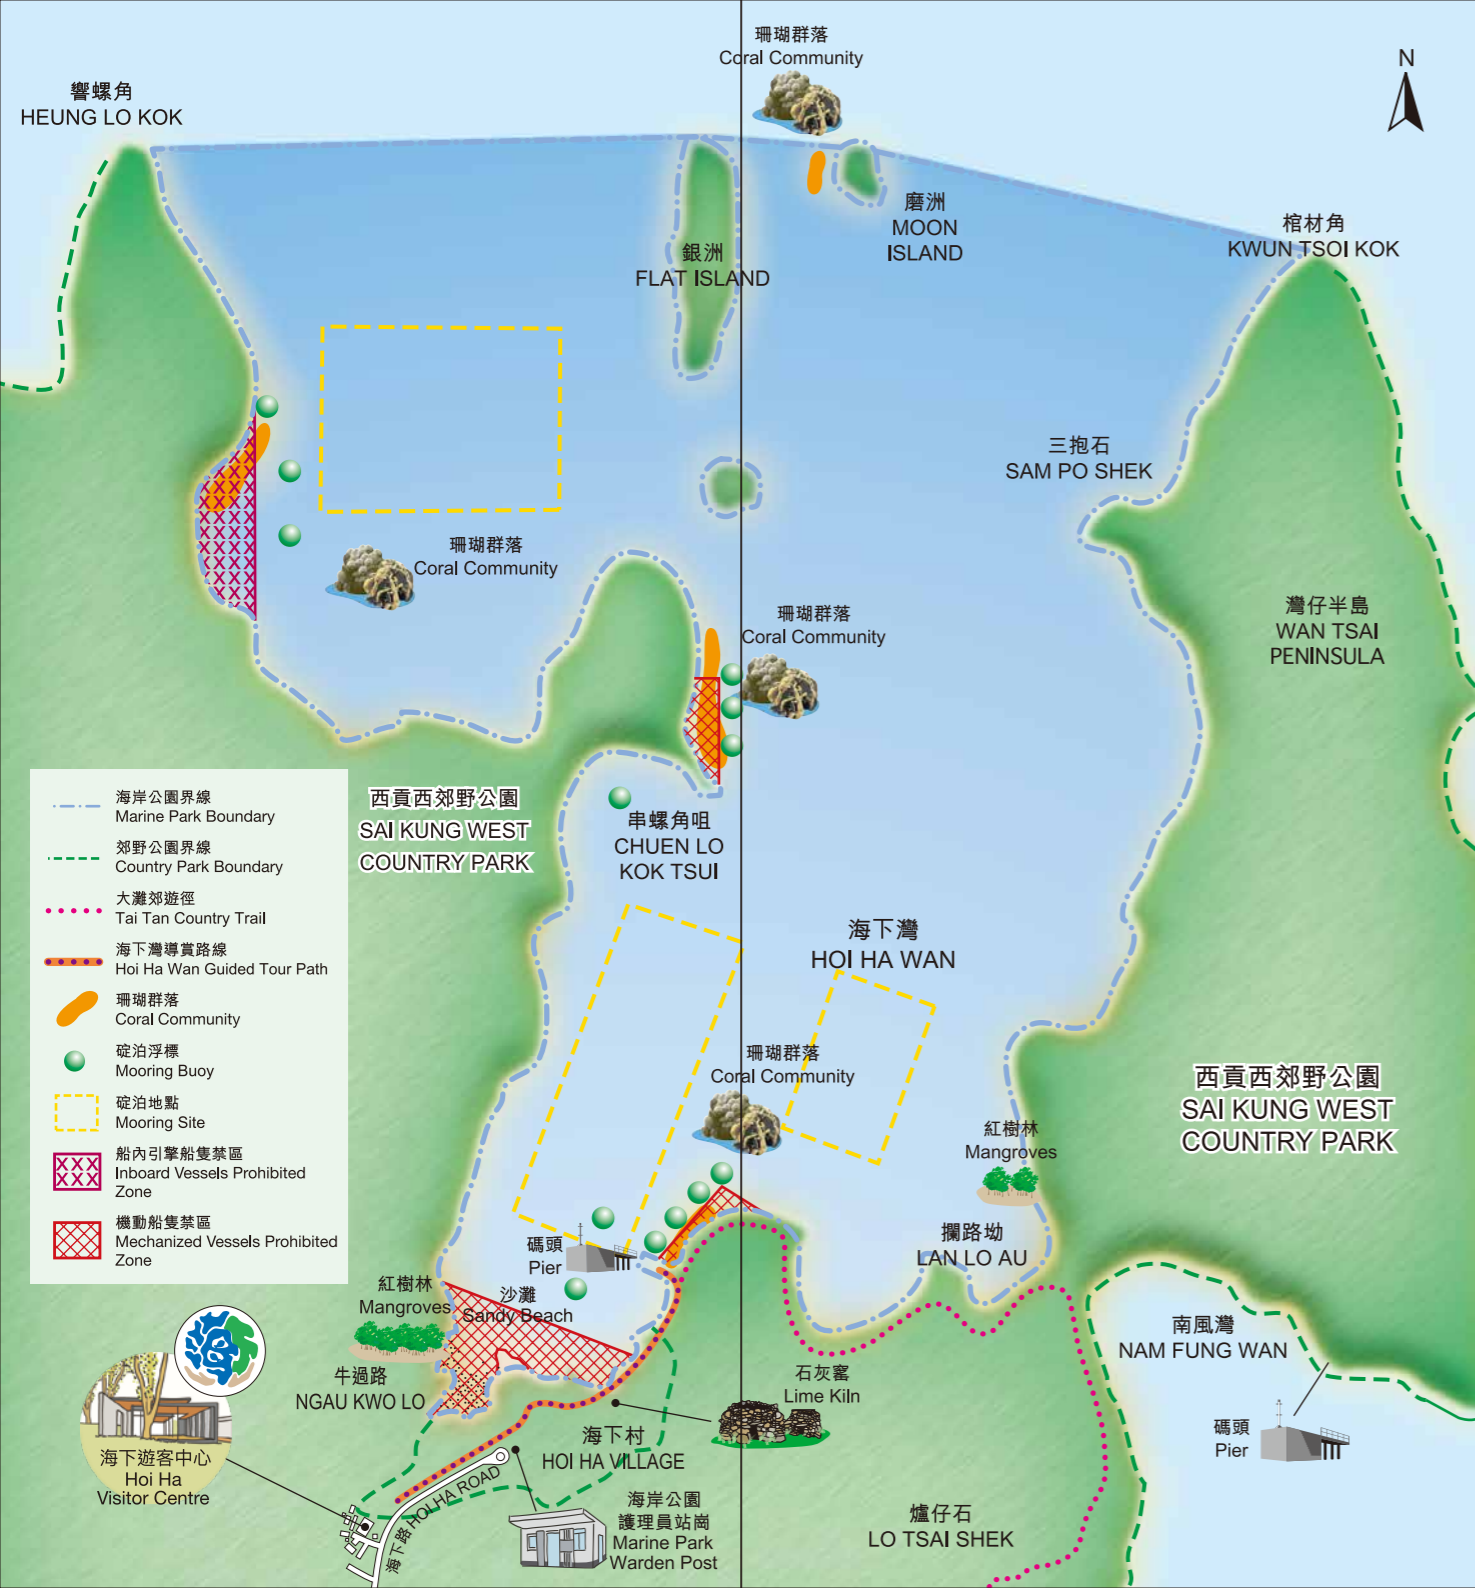 珊瑚群落
Coral Community
N
響螺角
HEUNG LO KOK
磨洲
MOON
ISLAND
棺材角
KWUN TSOI KOK
銀洲
FLAT ISLAND
三抱石
SAM PO SHEK
珊瑚群落
Coral Community
珊瑚群落
Coral Community
灣仔半島
WAN TSAI
PENINSULA
西貢西郊野公園
SAI KUNG WEST
COUNTRY PARK
串螺角咀
CHUEN LO
KOK TSUI
海下灣
HOI HA WAN
海岸公園界線
Marine Park Boundary
郊野公園界線
Country Park Boundary
大灘郊遊徑
Tai Tan Country Trail
海下灣導賞路線
Hoi Ha Wan Guided Tour Path
珊瑚群落
Coral Community
碇泊浮標
Mooring Buoy
碇泊地點
Mooring Site
船內引擎船隻禁區
Inboard Vessels Prohibited
Zone
機動船隻禁區
Mechanized Vessels Prohibited
Zone
珊瑚群落
Coral Community
西貢西郊野公園
SAI KUNG WEST
COUNTRY PARK
紅樹林
Mangroves
攔路坳
LAN LO AU
碼頭
Pier
紅樹林
Mangroves
沙灘
Sandy Beach
南風灣
NAM FUNG WAN
牛過路
NGAU KWO LO
石灰窰
Lime Kiln
碼頭
Pier
海下村
HOI HA VILLAGE
海下遊客中心
Hoi Ha
Visitor Centre
海下路 HOI HA ROAD
海岸公園
護理員站崗
Marine Park
Warden Post
爐仔石
LO TSAI SHEK